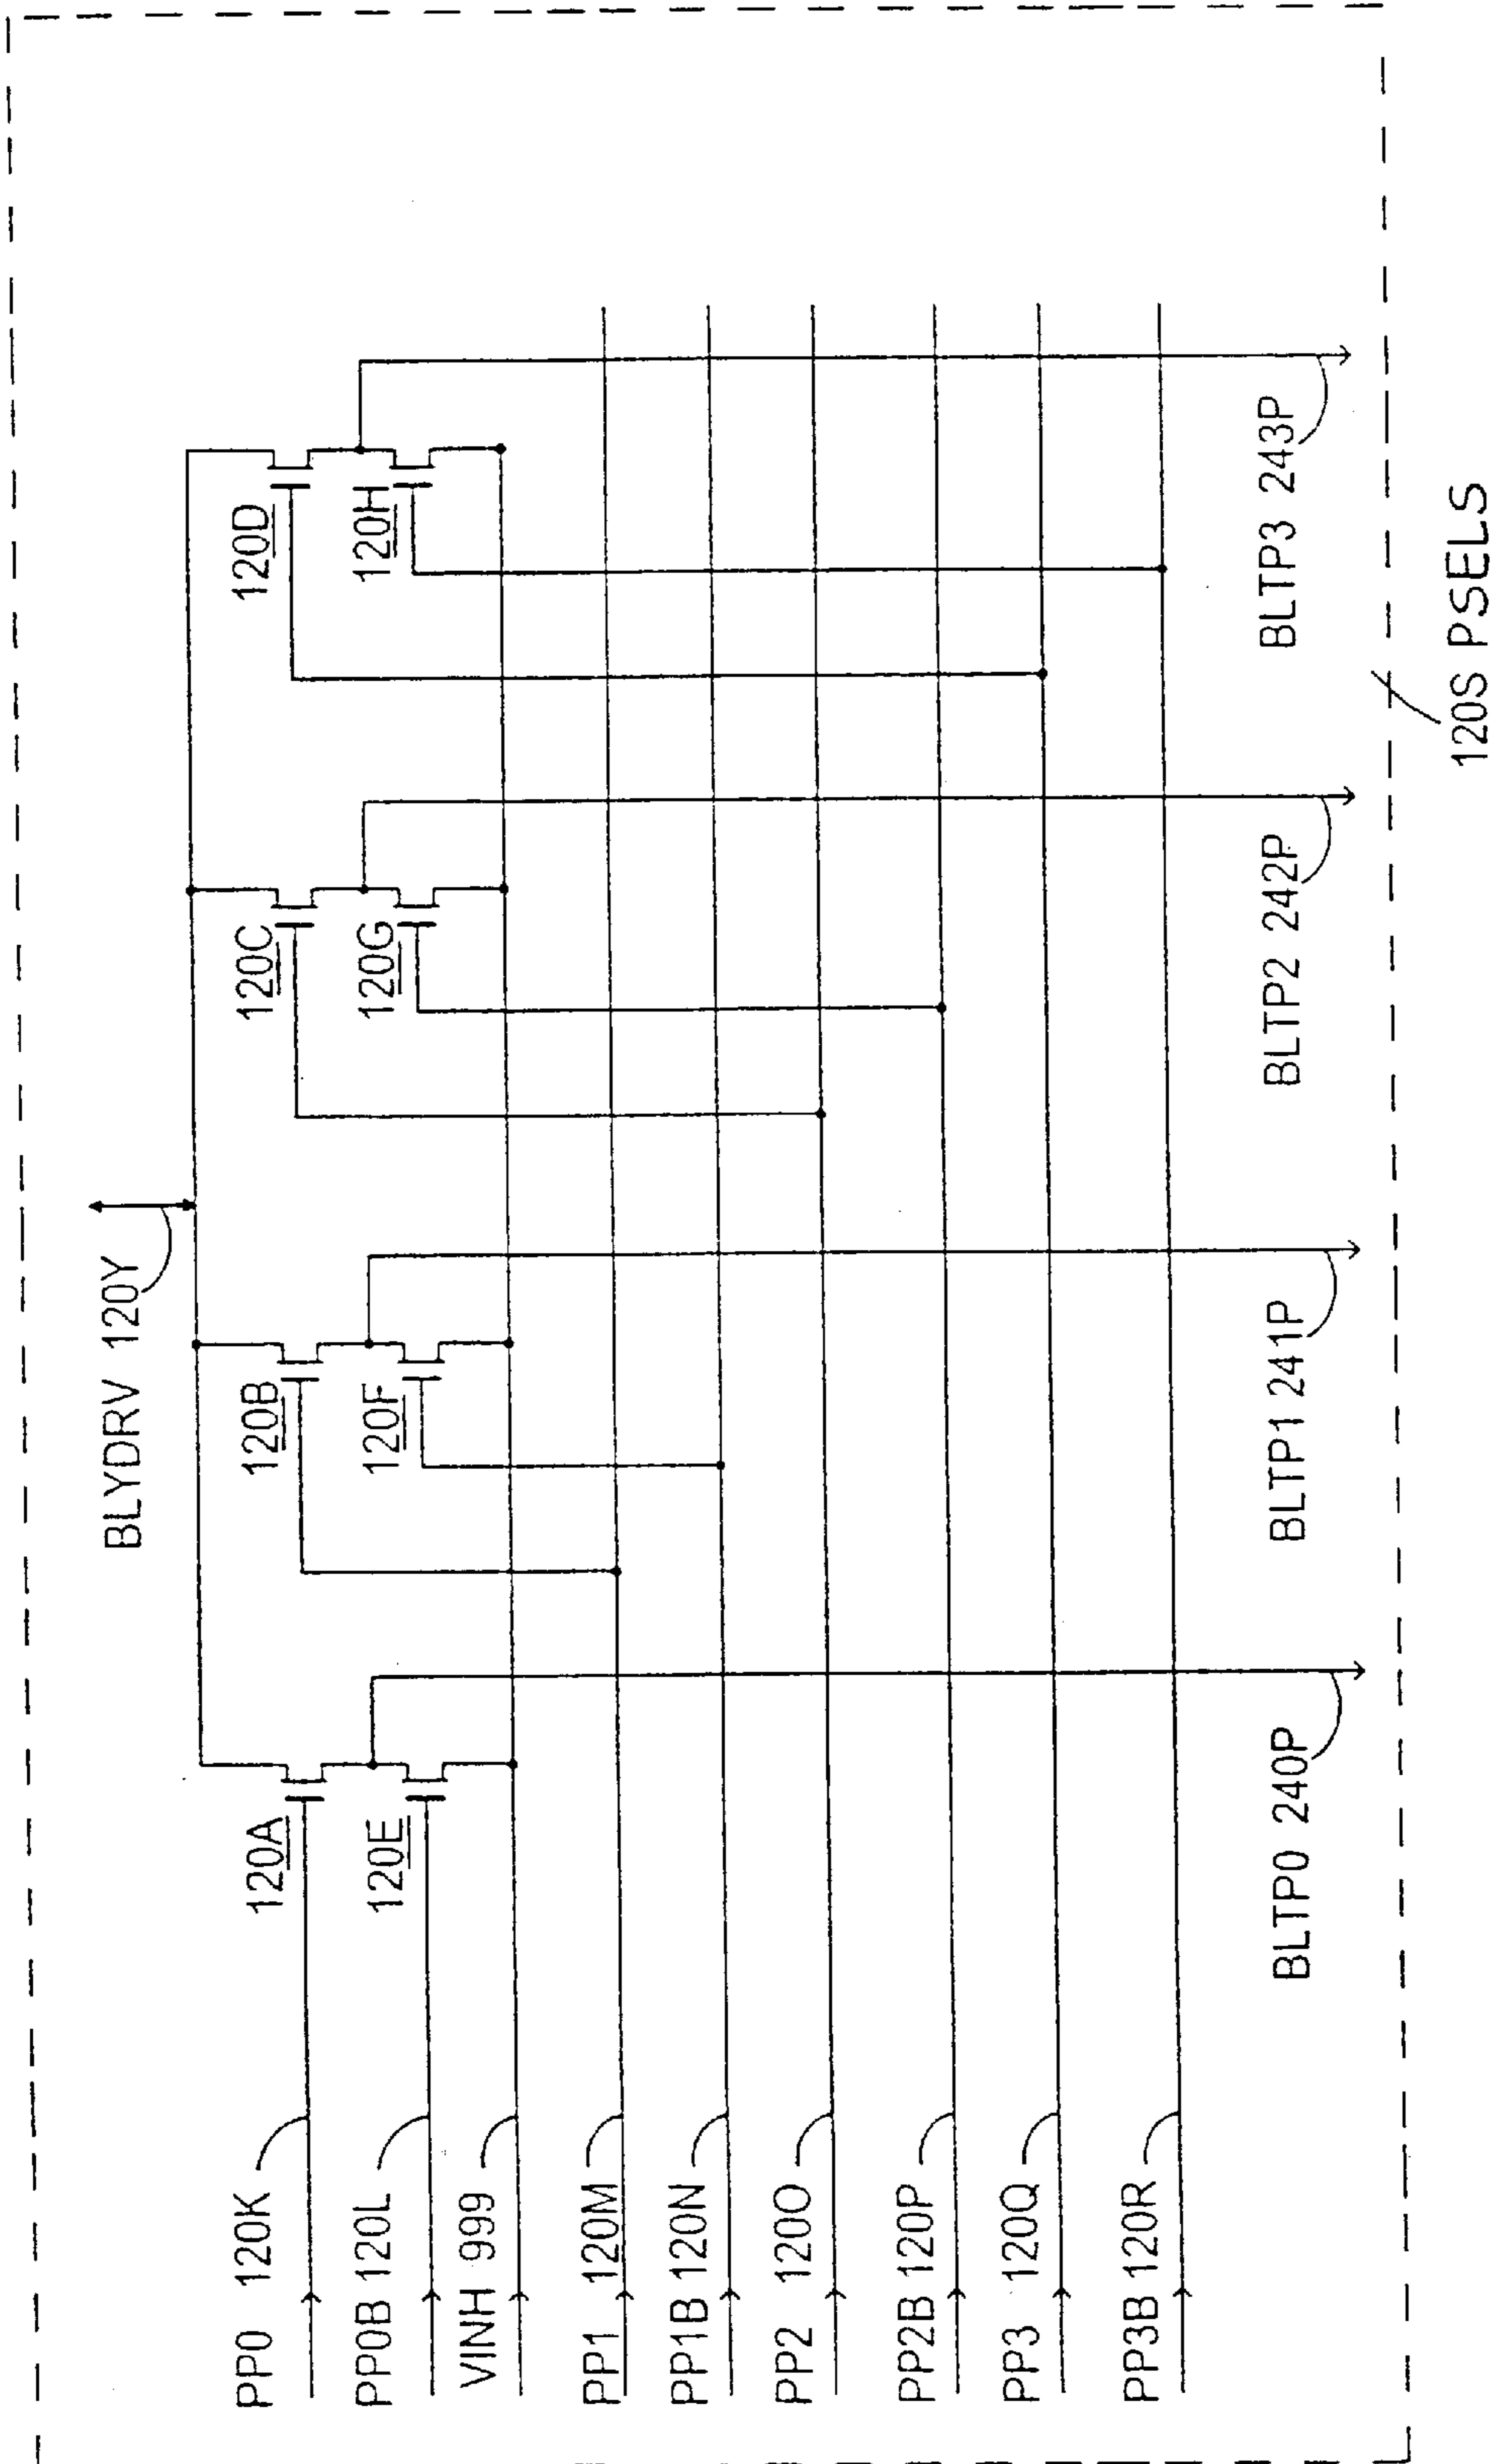 BLYDRV 120Y
120A
120B
120C
120D
120E
120F
120G
120H
PP0 120K
PP0B 120L
VINH 999
PP1 120M
PP1B 120N
PP2 120O
PP2B 120P
PP3 120Q
PP3B 120R
BLTP0 240P
BLTP1 241P
BLTP2 242P
BLTP3 243P
120S PSELS